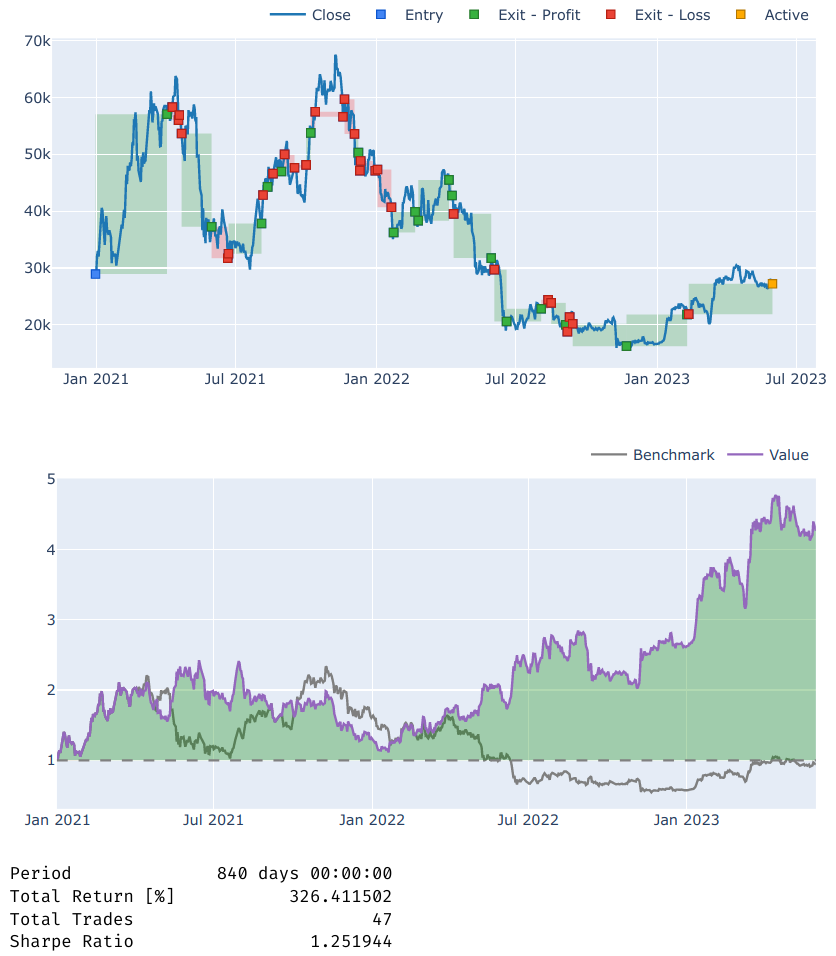 Close Entry Exit - Profit Exit - Loss Active
70k
60k
50k
40k
30k
20k
Jan 2021 Jul 2021 Jan 2022 Jul 2022 Jan 2023 Jul 2023
Benchmark Value
5
4
3
2
1
Jan 2021 Jul 2021 Jan 2022 Jul 2022 Jan 2023
Period 840 days 00:00:00
Total Return [%] 326.411502
Total Trades 47
Sharpe Ratio 1.251944